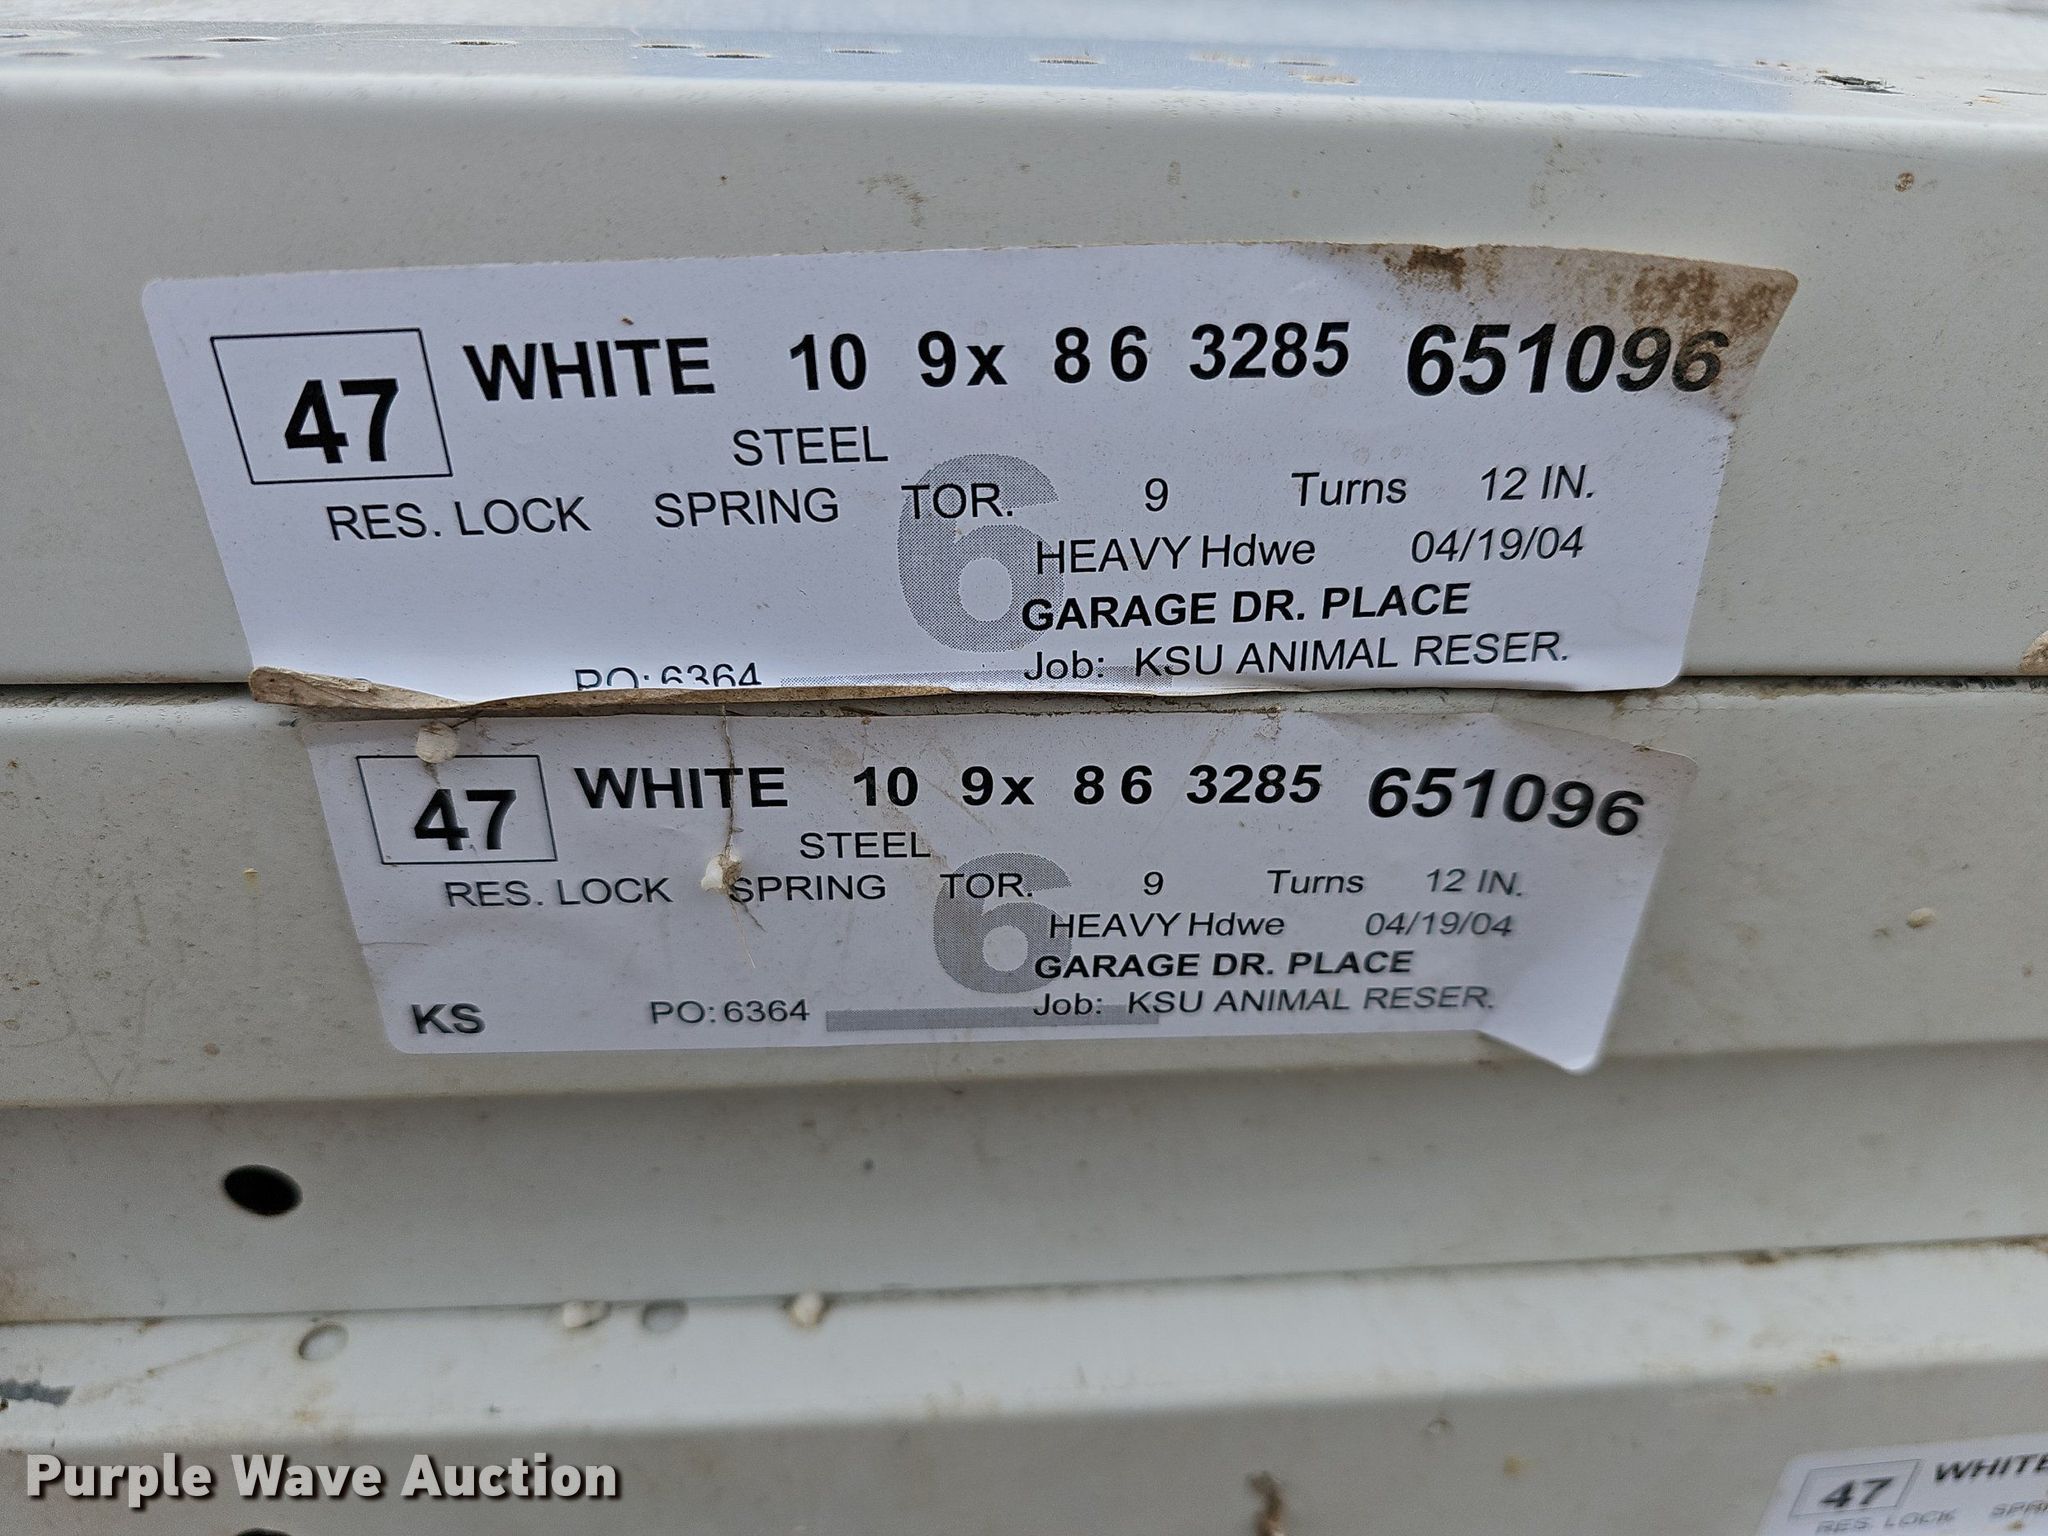 47 WHITE 10 9x 8 6 3285 651096
STEEL
RES. LOCK SPRING TOR. 9 Turns 12 IN.
6
HEAVY Hdwe 04/19/04
GARAGE DR. PLACE
PO: 6364 Job: KSU ANIMAL RESER.
47 WHITE 10 9x 8 6 3285 651096
STEEL
RES. LOCK SPRING TOR. 9 Turns 12 IN.
6
HEAVY Hdwe 04/19/04
GARAGE DR. PLACE
KS PO: 6364 Job: KSU ANIMAL RESER.
47 WHITE
RES. LOCK
Purple Wave Auction